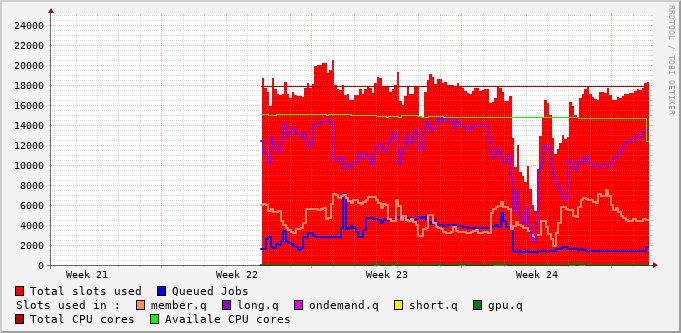 RRDTOOL / TOBI OETIKER
24000
22000
20000
18000
16000
14000
12000
10000
8000
6000
4000
2000
0
Week 21 Week 22 Week 23 Week 24
Total slots used Queued Jobs
Slots used in : member.q long.q ondemand.q short.q gpu.q
Total CPU cores Availale CPU cores